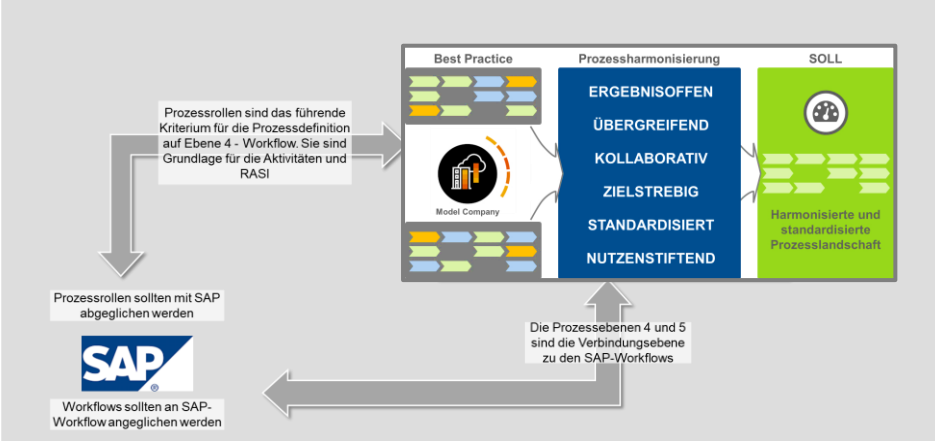 Best Practice
Prozessharmonisierung
SOLL
Prozessrollen sind das führende
Kriterium für die Prozessdefinition
auf Ebene 4 - Workflow. Sie sind
Grundlage für die Aktivitäten und
RASI
Model Company
ERGEBNISOFFEN
ÜBERGREIFEND
KOLLABORATIV
ZIELSTREBIG
STANDARDISIERT
NUTZENSTIFTEND
Harmonisierte und
standardisierte
Prozesslandschaft
Prozessrollen sollten mit SAP
abgeglichen werden
SAP®
Workflows sollten an SAP-
Workflow angeglichen werden
Die Prozessebenen 4 und 5
sind die Verbindungsebene
zu den SAP-Workflows